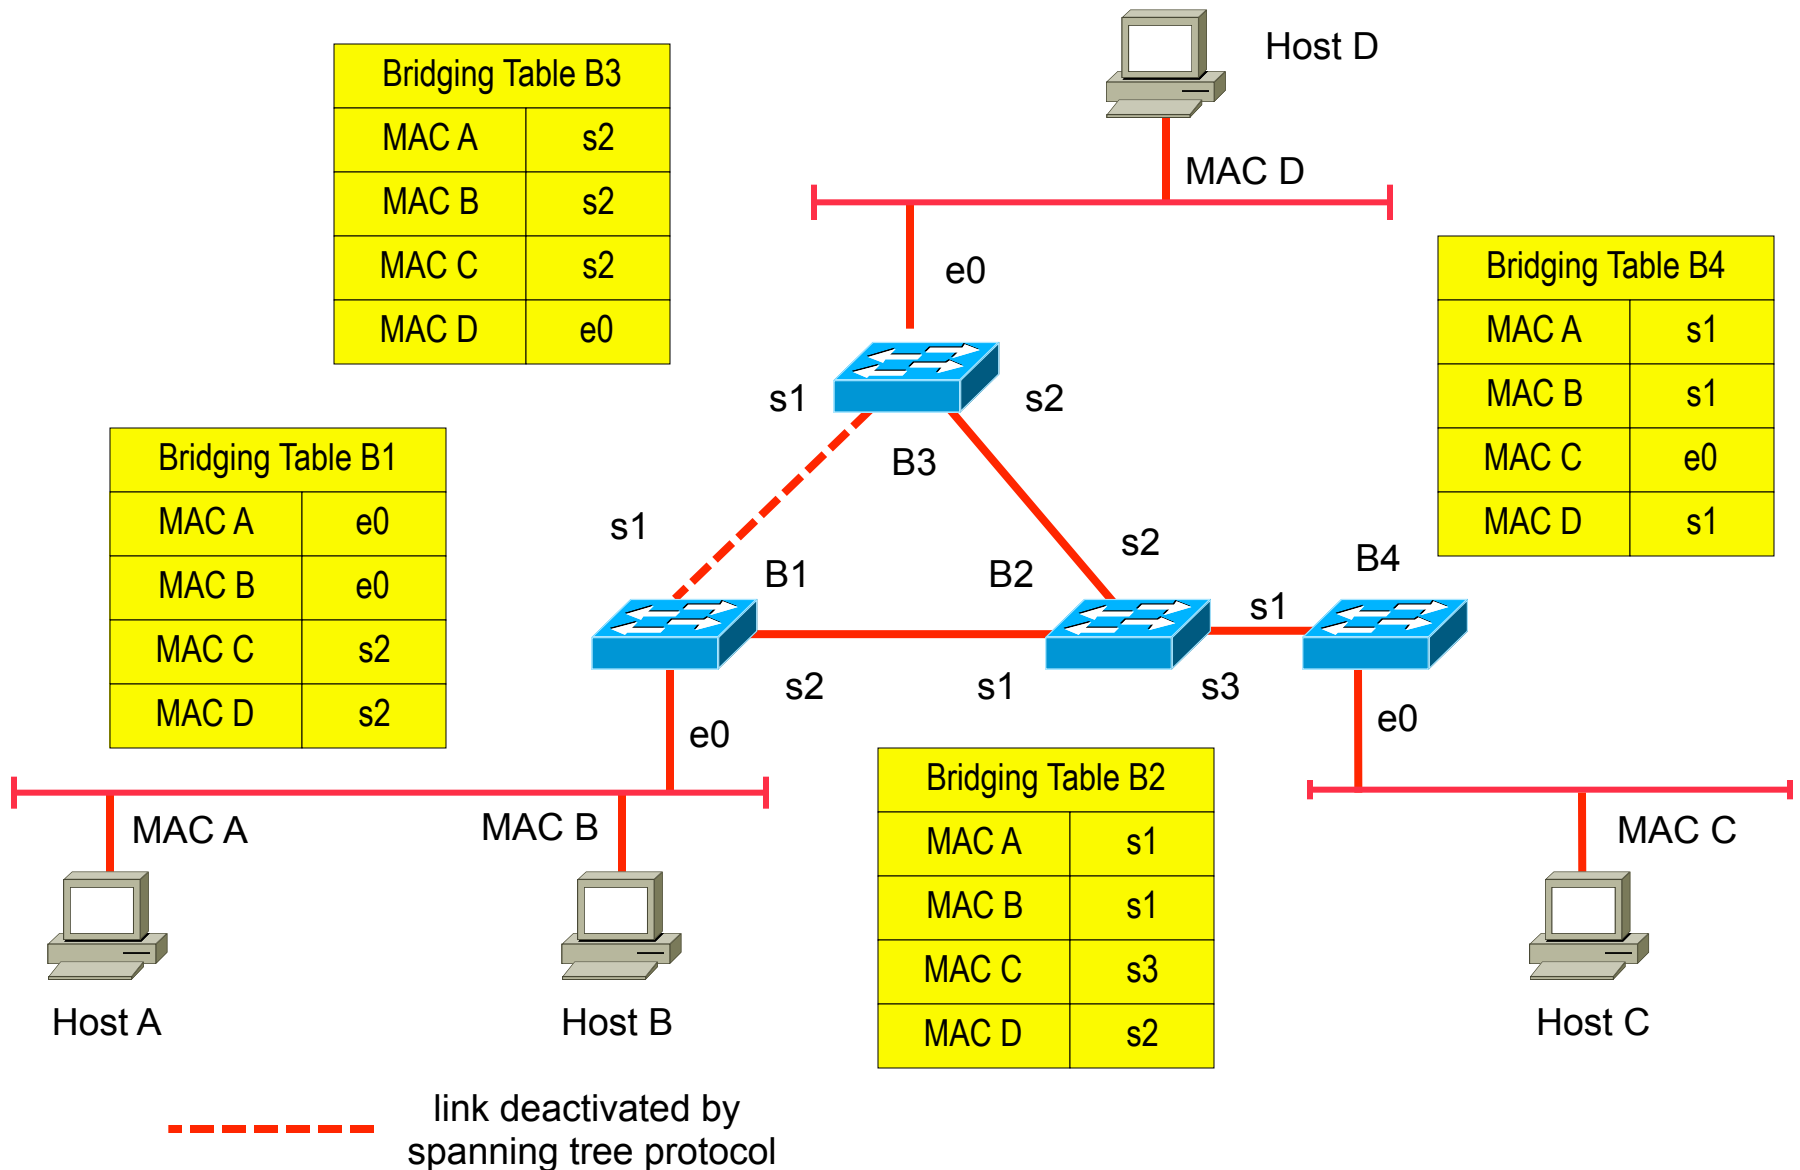 Host D
Bridging Table B3
MAC A s2
MAC B s2
MAC C s2
MAC D e0
MAC D
e0
Bridging Table B4
MAC A s1
MAC B s1
MAC C e0
MAC D s1
s1
s2
B3
Bridging Table B1
MAC A e0
MAC B e0
MAC C s2
MAC D s2
s1
s2
B1
B2
B4
s1
s2
s1
s3
e0
e0
MAC A
MAC B
MAC C
Bridging Table B2
MAC A s1
MAC B s1
MAC C s3
MAC D s2
Host A
Host B
Host C
link deactivated by
spanning tree protocol